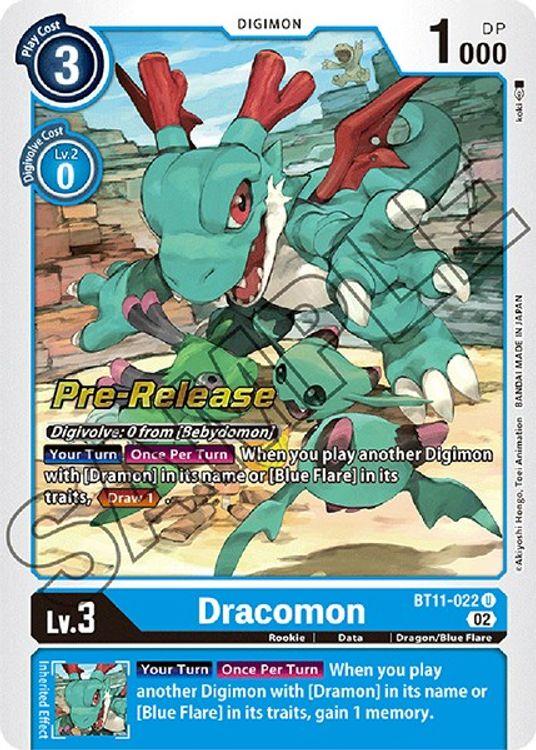 DIGIMON
Play Cost
3
DP
1000
Digivolve Cost
Lv.2
0
koki
SAMPLE
©Akiyoshi Hongo, Toei Animation BANDAI MADE IN JAPAN
Pre-Release
Digivolve: 0 from [Bebydomon]
Your Turn Once Per Turn When you play another Digimon
with [Dramon] in its name or [Blue Flare] in its
traits, Draw 1 .
Lv.3
Dracomon
BT11-022 U
02
Rookie Data Dragon/Blue Flare
Inherited Effect
Your Turn Once Per Turn When you play
another Digimon with [Dramon] in its name or
[Blue Flare] in its traits, gain 1 memory.